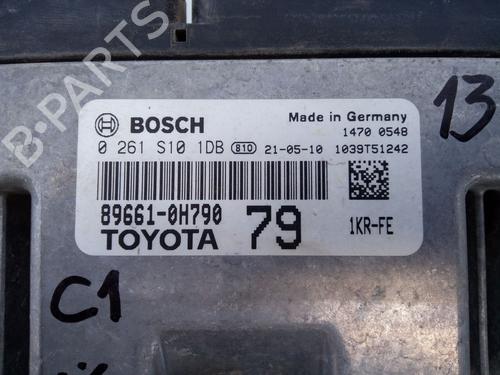 B-PARTS
13
BOSCH
Made in Germany
1470 0548
0 261 S10 1DB 810 21-05-10 1039T51242
89661-0H790
TOYOTA
79
1KR-FE
C1